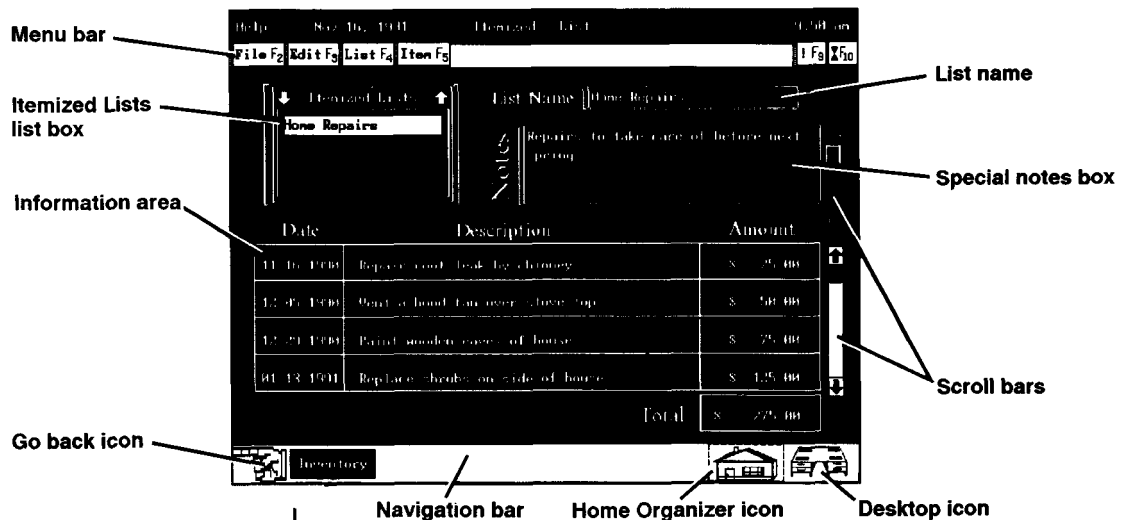 Help Nov 16, 1991 Itemized List 9:50 am
Menu bar
File F2 Edit F3 List F4 Item F5 ! F9 F10
List name
Itemized Lists List Name Home Repairs
Itemized Lists
list box
Home Repairs
Notes
Repairs to take care of before next
Special notes box
Information area
Date Description Amount
11 16 1990 Repair roof leak by chimney $ 25.00
12 05 1990 Vent a hood fan over stove top $ 50.00
12 29 1990 Paint wooden eaves of house $ 75.00
01 13 1991 Replace shrubs on side of house $ 125.00
Scroll bars
Total $ 275.00
Go back icon
Inventory
Navigation bar
Home Organizer icon
Desktop icon